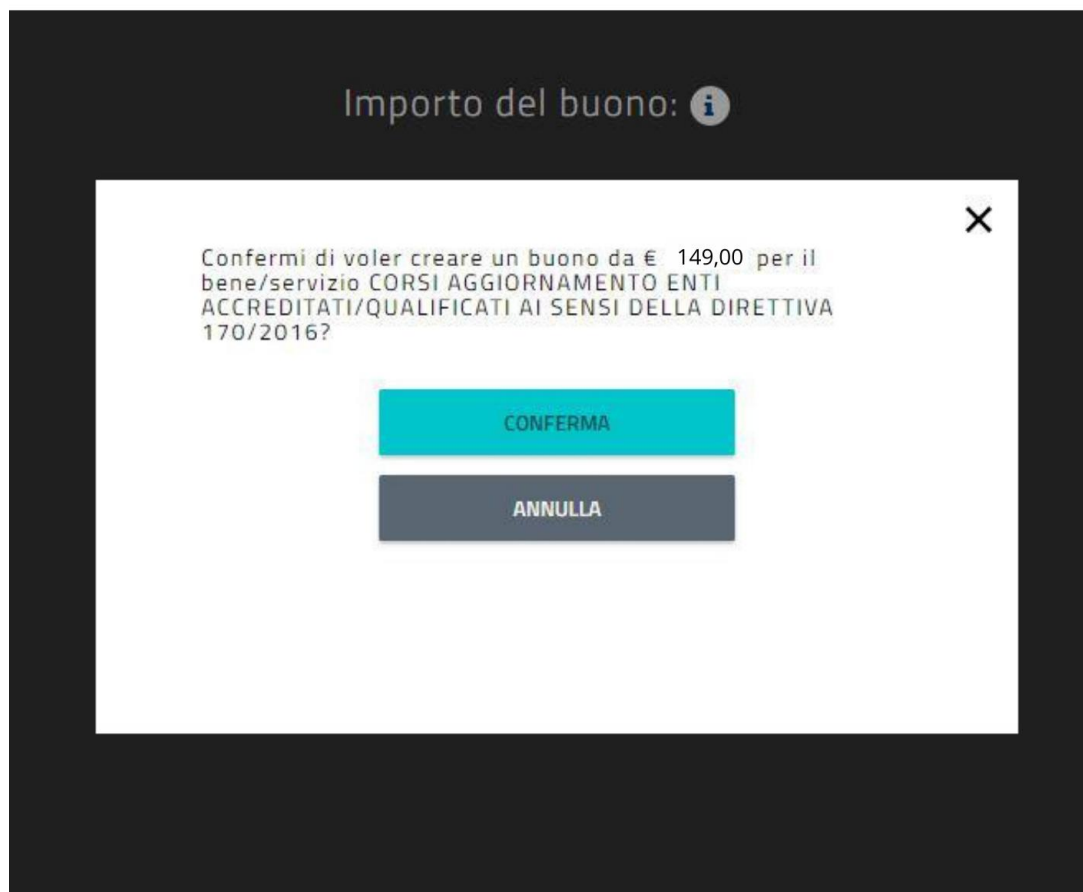 Importo del buono:
Confermi di voler creare un buono da € 149,00 per il
bene/servizio CORSI AGGIORNAMENTO ENTI
ACCREDITATI/QUALIFICATI AI SENSI DELLA DIRETTIVA
170/2016?
CONFERMA
ANNULLA